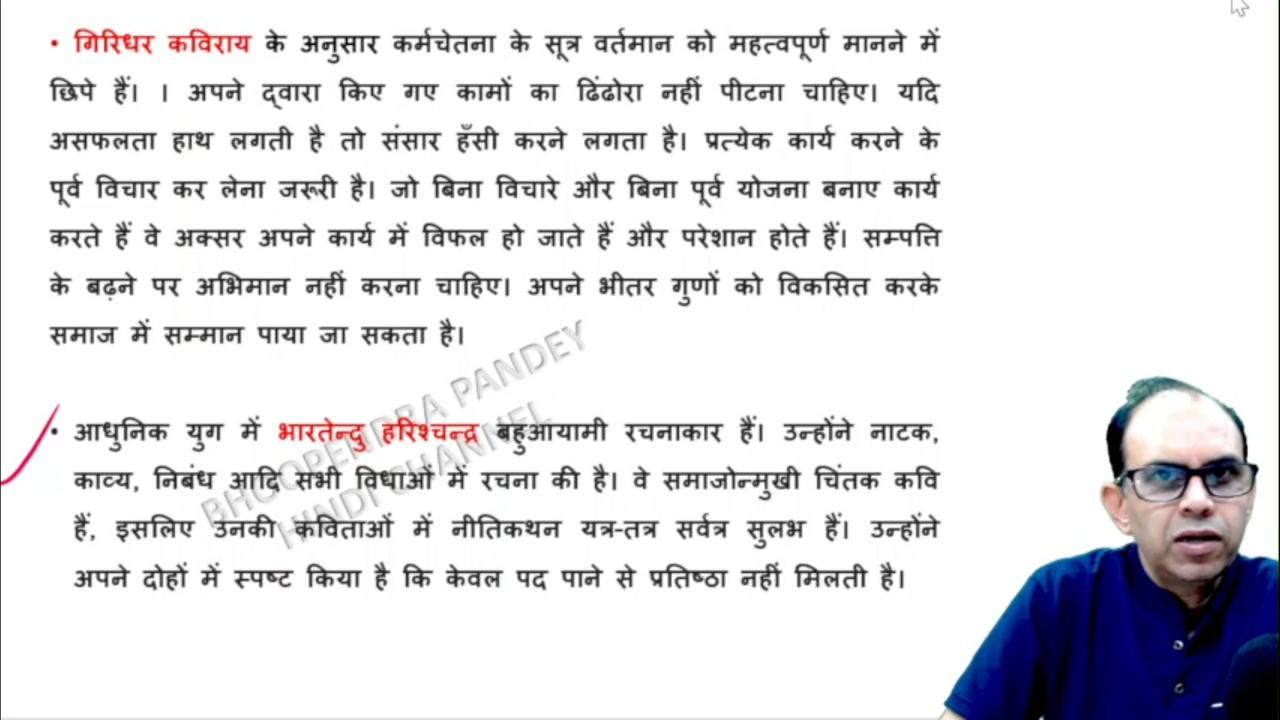 • गिरिधर कविराय के अनुसार कर्मचेतना के सूत्र वर्तमान को महत्वपूर्ण मानने में
छिपे हैं। । अपने द्वारा किए गए कामों का ढिंढोरा नहीं पीटना चाहिए। यदि
असफलता हाथ लगती है तो संसार हँसी करने लगता है। प्रत्येक कार्य करने के
पूर्व विचार कर लेना जरूरी है। जो बिना विचारे और बिना पूर्व योजना बनाए कार्य
करते हैं वे अक्सर अपने कार्य में विफल हो जाते हैं और परेशान होते हैं। सम्पत्ति
के बढ़ने पर अभिमान नहीं करना चाहिए। अपने भीतर गुणों को विकसित करके
समाज में सम्मान पाया जा सकता है।
• आधुनिक युग में भारतेन्दु हरिश्चन्द्र बहुआयामी रचनाकार हैं। उन्होंने नाटक,
काव्य, निबंध आदि सभी विधाओं में रचना की है। वे समाजोन्मुखी चिंतक कवि
हैं, इसलिए उनकी कविताओं में नीतिकथन यत्र-तत्र सर्वत्र सुलभ हैं। उन्होंने
अपने दोहों में स्पष्ट किया है कि केवल पद पाने से प्रतिष्ठा नहीं मिलती है।
BHOOPENDRA PANDEY
HINDI CHANNEL